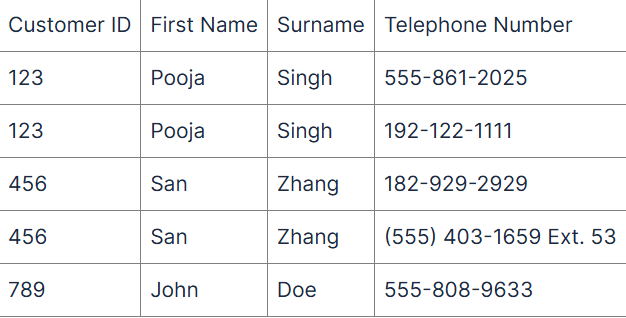 Customer ID First Name Surname Telephone Number
123 Pooja Singh 555-861-2025
123 Pooja Singh 192-122-1111
456 San Zhang 182-929-2929
456 San Zhang (555) 403-1659 Ext. 53
789 John Doe 555-808-9633